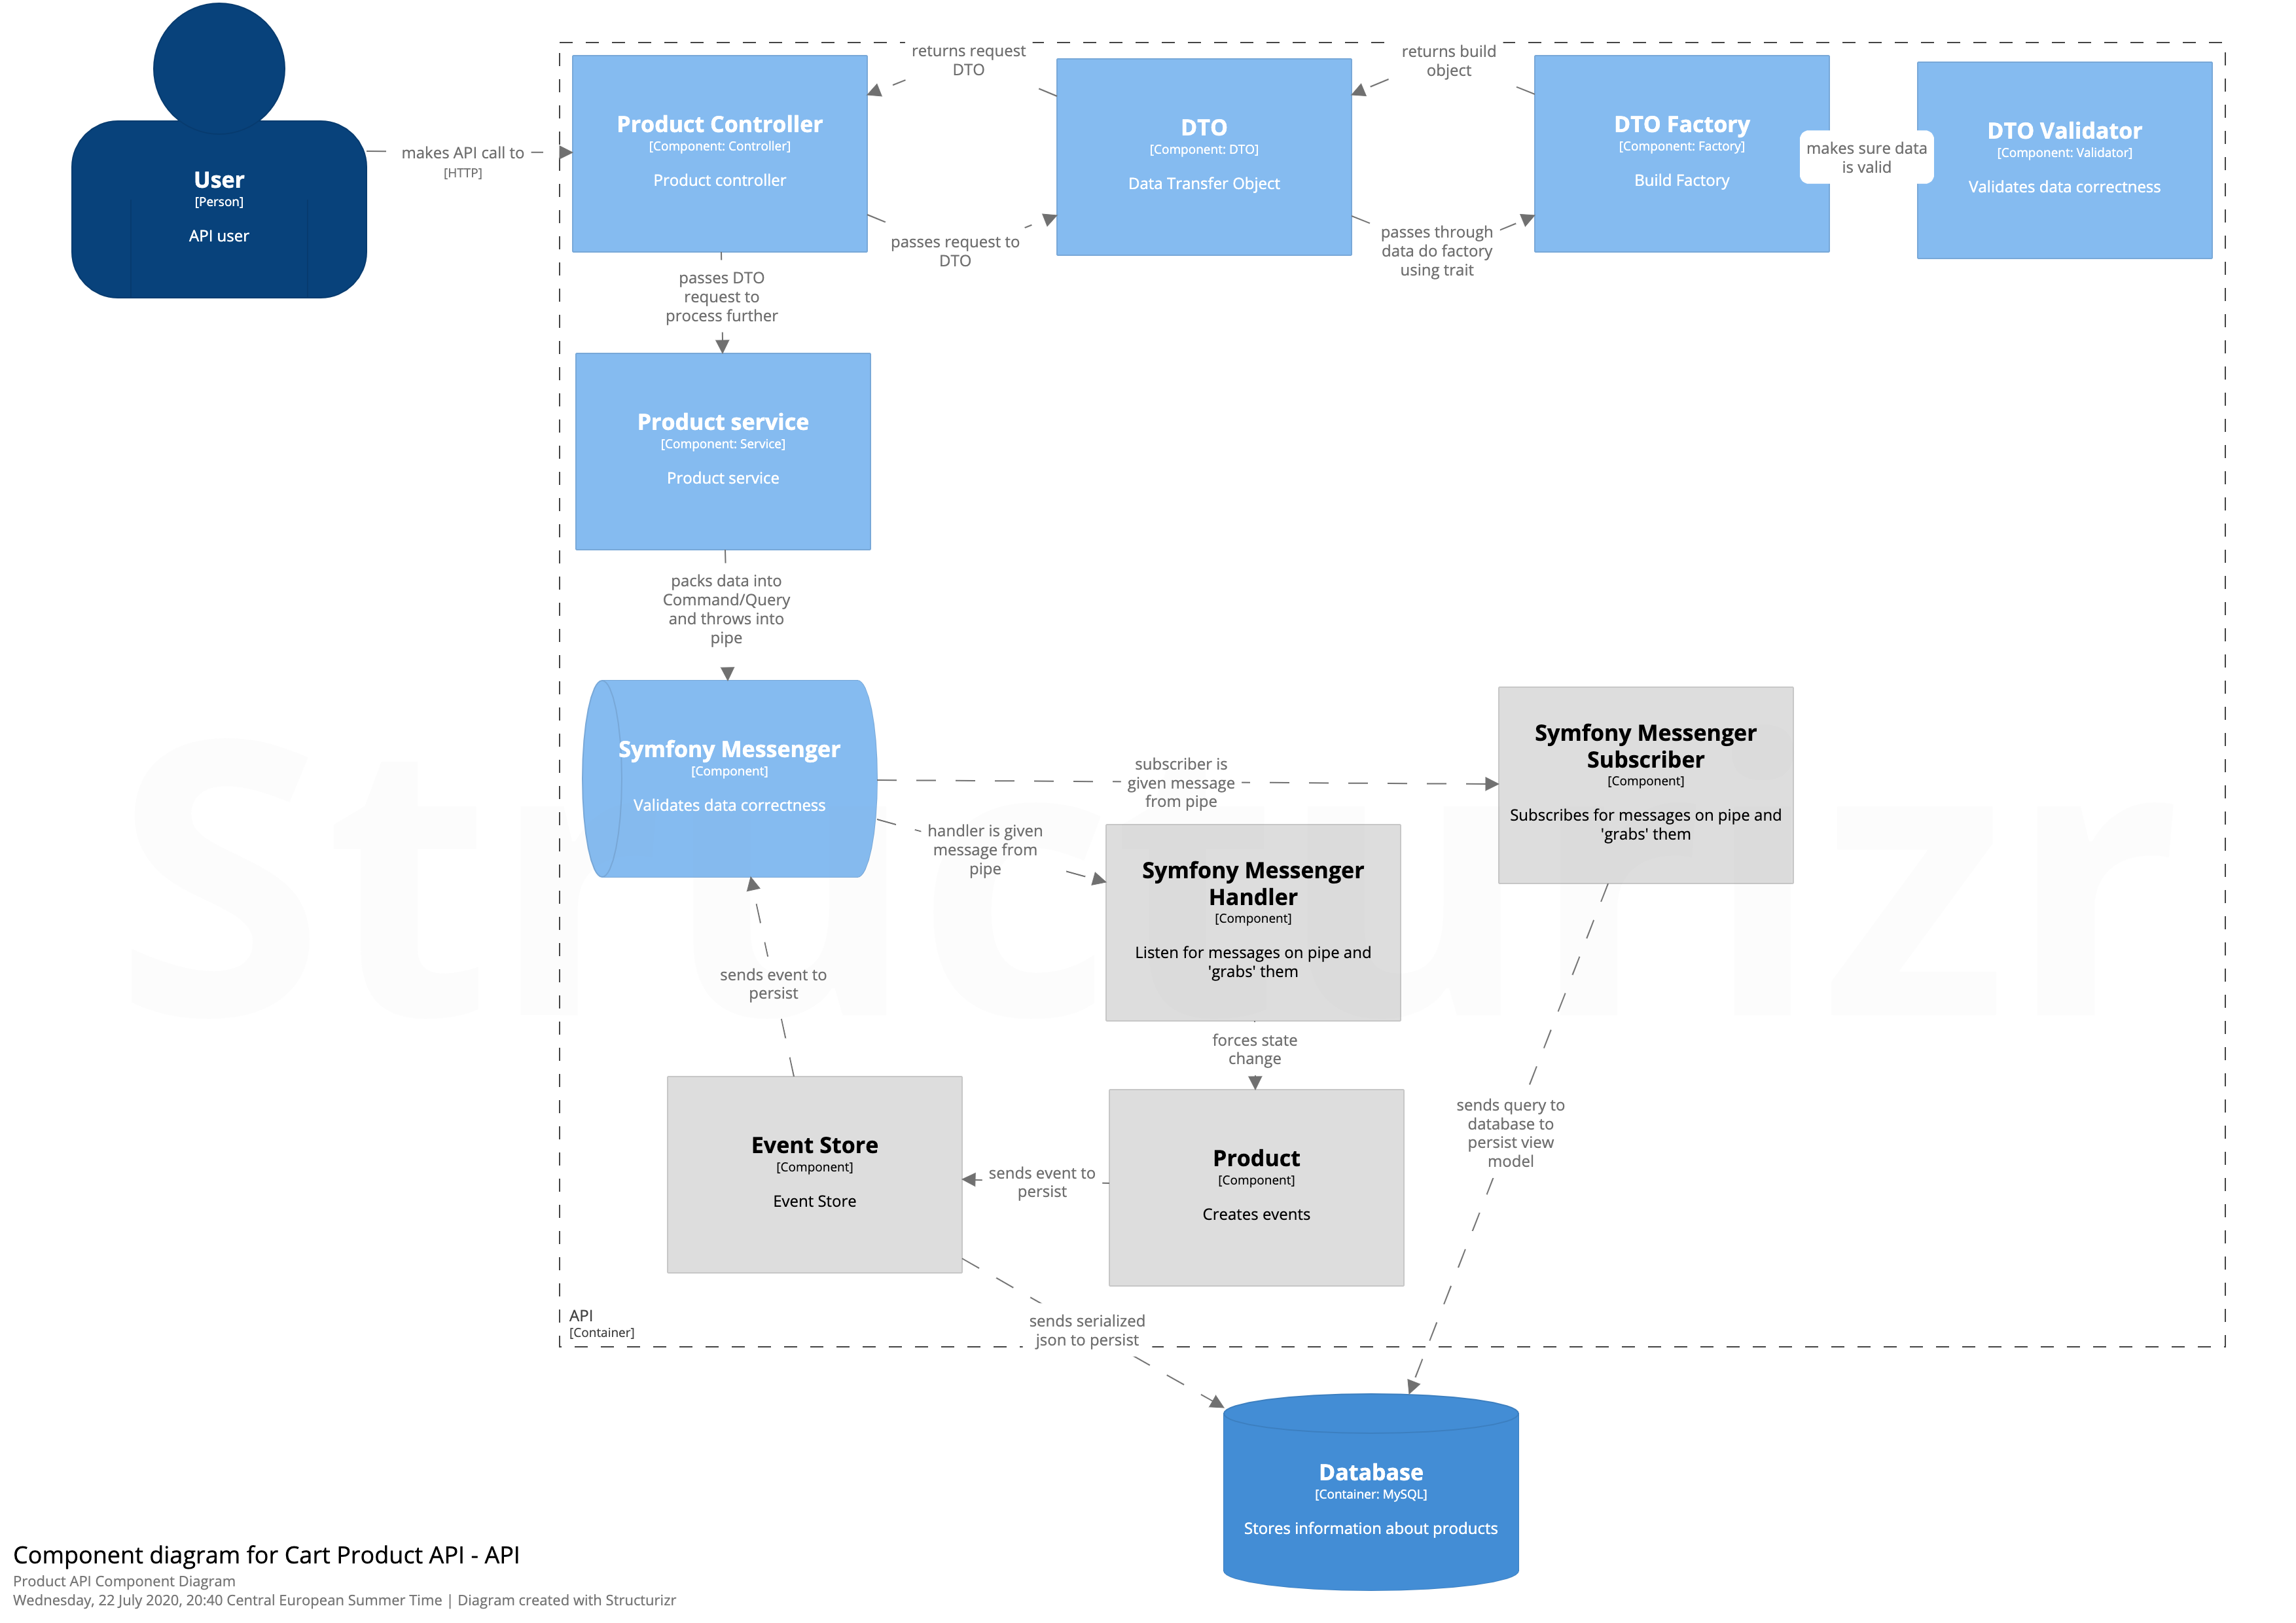 User
[Person]
API user
makes API call to
[HTTP]
Product Controller
[Component: Controller]
Product controller
returns request
DTO
passes request to
DTO
DTO
[Component: DTO]
Data Transfer Object
returns build
object
passes through
data do factory
using trait
DTO Factory
[Component: Factory]
Build Factory
makes sure data
is valid
DTO Validator
[Component: Validator]
Validates data correctness
passes DTO
request to
process further
Product service
[Component: Service]
Product service
packs data into
Command/Query
and throws into
pipe
Symfony Messenger
[Component]
Validates data correctness
subscriber is
given message
from pipe
Symfony Messenger
Subscriber
[Component]
Subscribes for messages on pipe and
'grabs' them
handler is given
message from
pipe
Symfony Messenger
Handler
[Component]
Listen for messages on pipe and
'grabs' them
sends event to
persist
forces state
change
Event Store
[Component]
Event Store
sends event to
persist
Product
[Component]
Creates events
sends query to
database to
persist view
model
API
[Container]
sends serialized
json to persist
Database
[Container: MySQL]
Stores information about products
Structurizr
Component diagram for Cart Product API - API
Product API Component Diagram
Wednesday, 22 July 2020, 20:40 Central European Summer Time | Diagram created with Structurizr